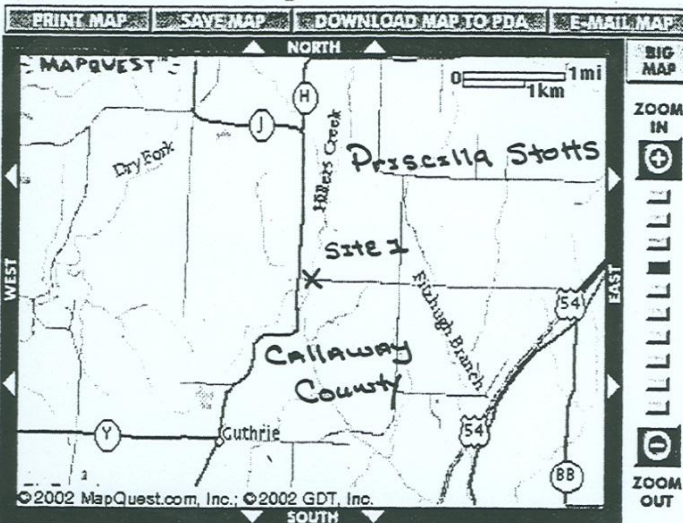 PRINT MAP SAVE MAP DOWNLOAD MAP TO PDA E-MAIL MAP
NORTH
BIG
MAP
MAPQUEST
0 1mi
1km
ZOOM
IN
H
J
Dry Fork
Hillers Creek
Priscilla Stotts
Site 1
WEST
EAST
54
Fitzhugh Branch
Callaway
County
54
Y
Guthrie
BB
©2002 MapQuest.com, Inc.; ©2002 GDT, Inc.
ZOOM
OUT
SOUTH